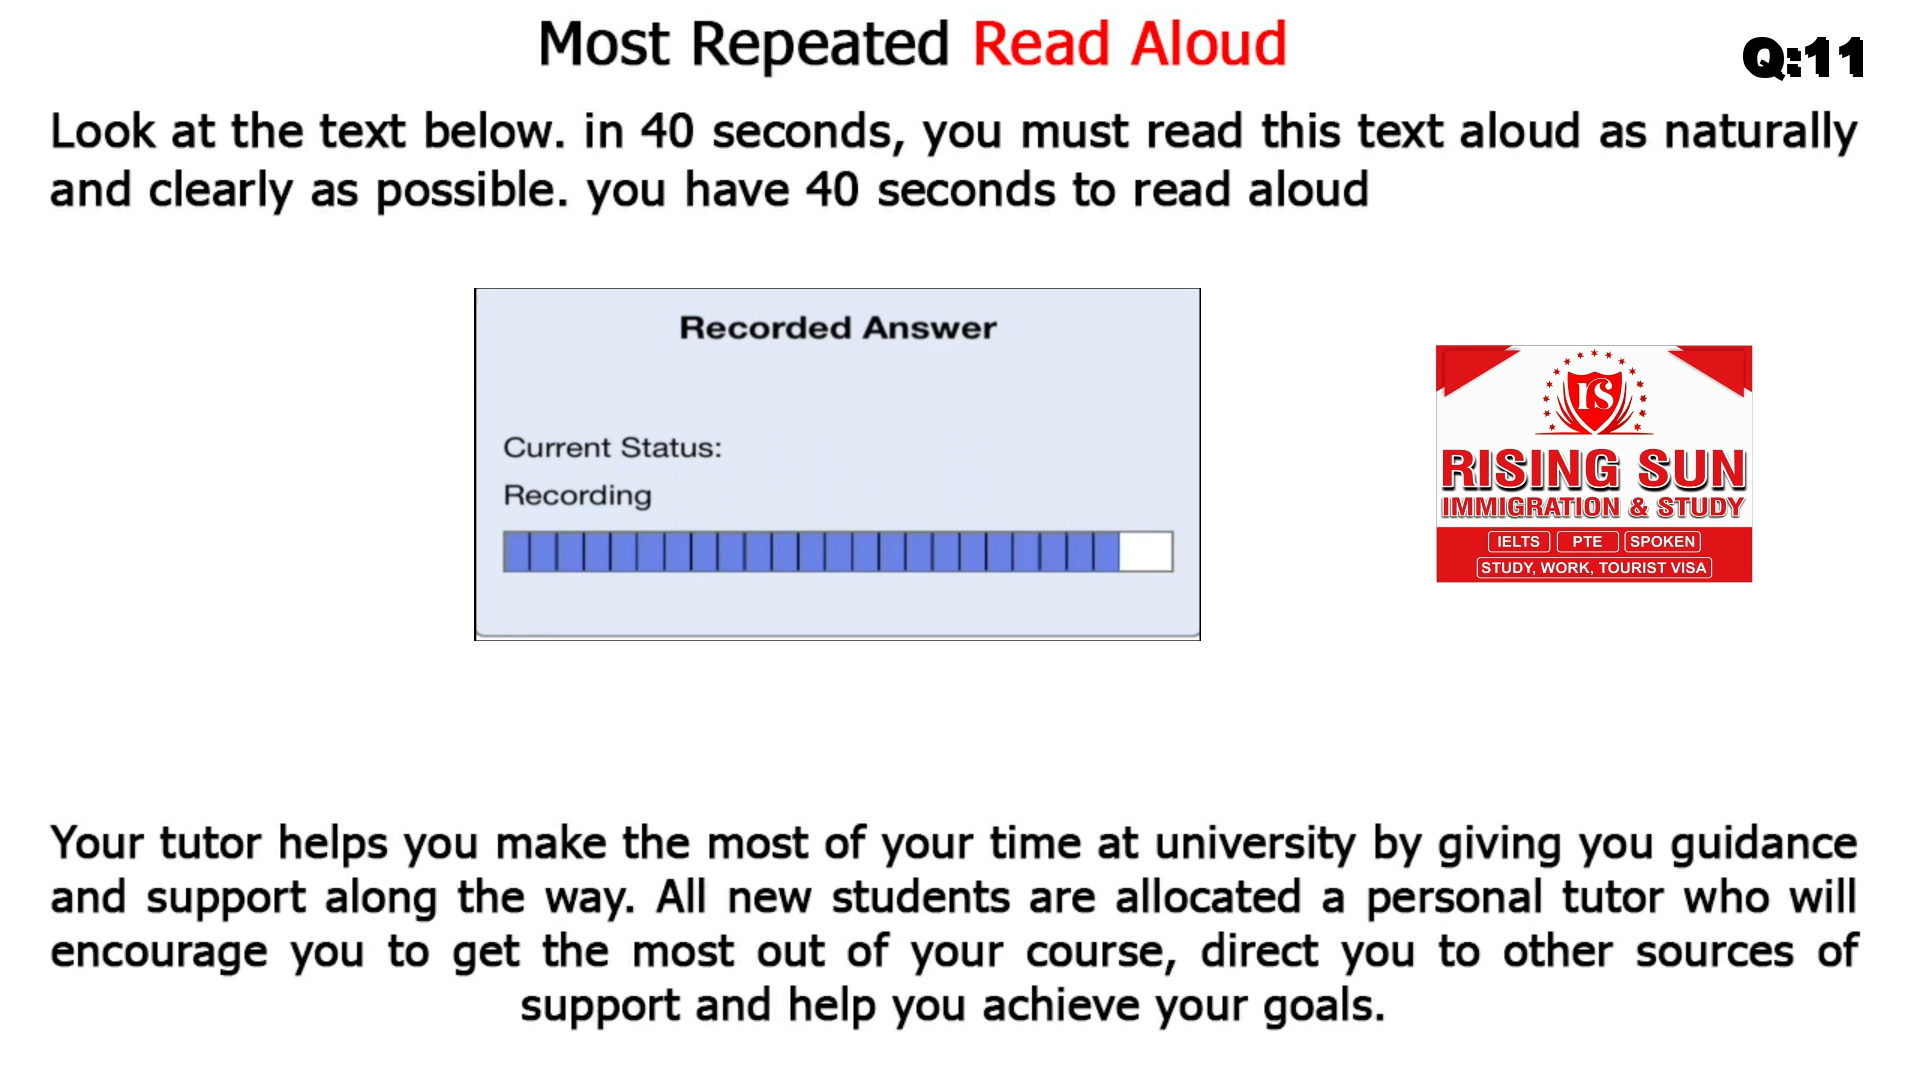 Most Repeated Read Aloud
Q:11
Look at the text below. in 40 seconds, you must read this text aloud as naturally
and clearly as possible. you have 40 seconds to read aloud
Recorded Answer
Current Status:
Recording
rs
RISING SUN
IMMIGRATION & STUDY
IELTS PTE SPOKEN
STUDY, WORK, TOURIST VISA
Your tutor helps you make the most of your time at university by giving you guidance
and support along the way. All new students are allocated a personal tutor who will
encourage you to get the most out of your course, direct you to other sources of
support and help you achieve your goals.